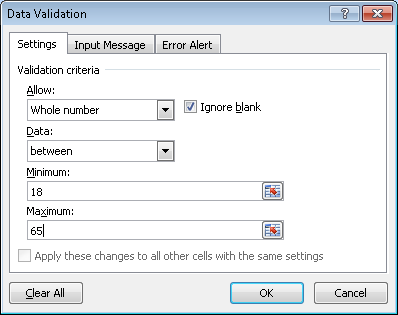 Data Validation
Settings Input Message Error Alert
Validation criteria
Allow:
Whole number Ignore blank
Data:
between
Minimum:
18
Maximum:
65
Apply these changes to all other cells with the same settings
Clear All OK Cancel